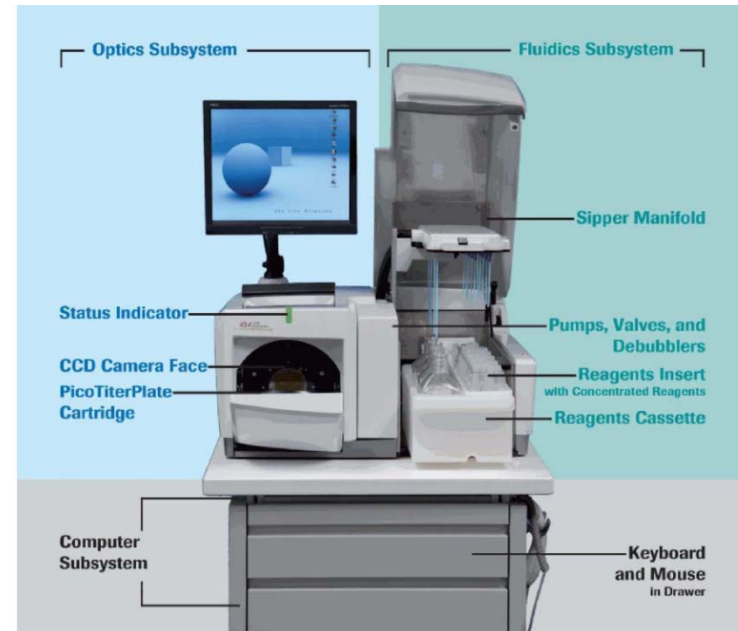 Optics Subsystem
Fluidics Subsystem
Sipper Manifold
Status Indicator
Pumps, Valves, and
Debubblers
CCD Camera Face
Reagents Insert
with Concentrated Reagents
PicoTiterPlate
Cartridge
Reagents Cassette
Computer
Subsystem
Keyboard
and Mouse
in Drawer